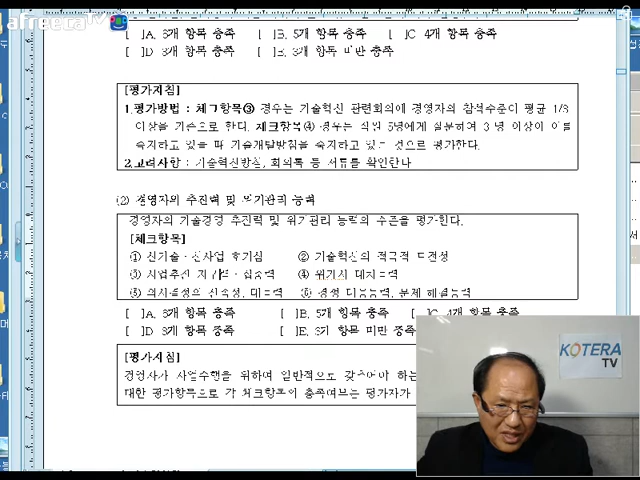 afreecaTV
[ ]A. 6개 항목 충족 [ ]B. 5개 항목 충족 [ ]C 4개 항목 충족
[ ]D 3개 항목 충족 [ ]E. 3개 항목 미만 충족
[평가지침]
1.평가방법 : 체크항목③ 경우는 기술혁신 관련회의에 경영자의 참석수준이 평균 1/3
이상을 기준으로 한다. 체크항목④ 경우는 직원 5명에게 질문하여 3 명 이상이 이를
숙지하고 있을 때 기술개발방침을 숙지하고 있는 것으로 평가한다.
2.고려사항 : 기술혁신방침, 회의록 등 서류를 확인한다
(2) 경영자의 추진력 및 위기관리 능력
경영자의 기술경영 추진력 및 위기관리 능력의 수준을 평가한다.
[체크항목]
① 신기술·신사업 호기심 ② 기술혁신의 적극적 도전성
③ 사업추진 지구력·집중력 ④ 위기시 대처능력
⑤ 의사결정의 신속성, 대담력 ⑥ 환경 대응능력, 문제 해결능력
[ ]A. 6개 항목 충족 [ ]B. 5개 항목 충족 [ ]C 4개 항목 충족
[ ]D 3개 항목 충족 [ ]E. 3개 항목 미만 충족
[평가지침]
경영자가 사업수행을 위하여 일반적으로 갖추어야 하는
대한 평가항목으로 각 체크항목의 충족여부는 평가자가
KOTERA
TV